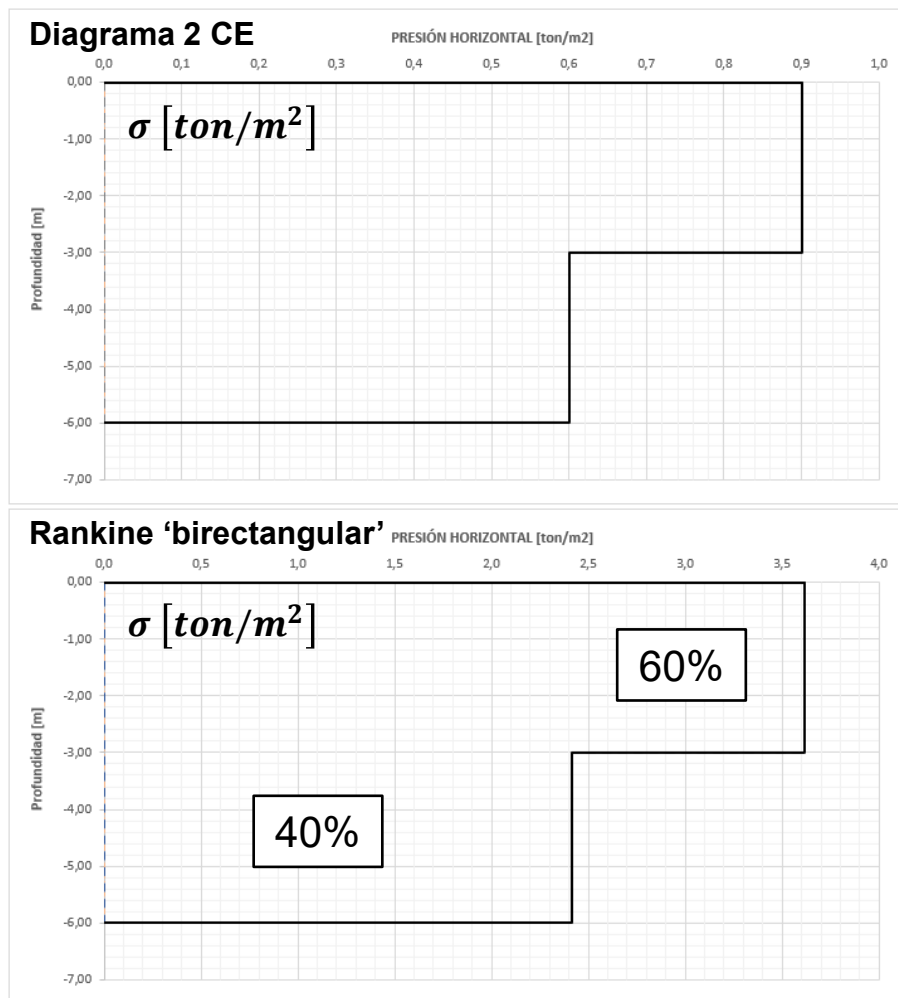 Diagrama 2 CE
PRESIÓN HORIZONTAL [ton/m2]
0,0 0,1 0,2 0,3 0,4 0,5 0,6 0,7 0,8 0,9 1,0
0,00
σ [ton/m²]
-1,00
-2,00
-3,00
-4,00
-5,00
-6,00
-7,00
Profundidad [m]
Rankine ‘birectangular’ PRESIÓN HORIZONTAL [ton/m2]
0,0 0,5 1,0 1,5 2,0 2,5 3,0 3,5 4,0
0,00
σ [ton/m²]
-1,00
60%
-2,00
-3,00
-4,00
40%
-5,00
-6,00
-7,00
Profundidad [m]